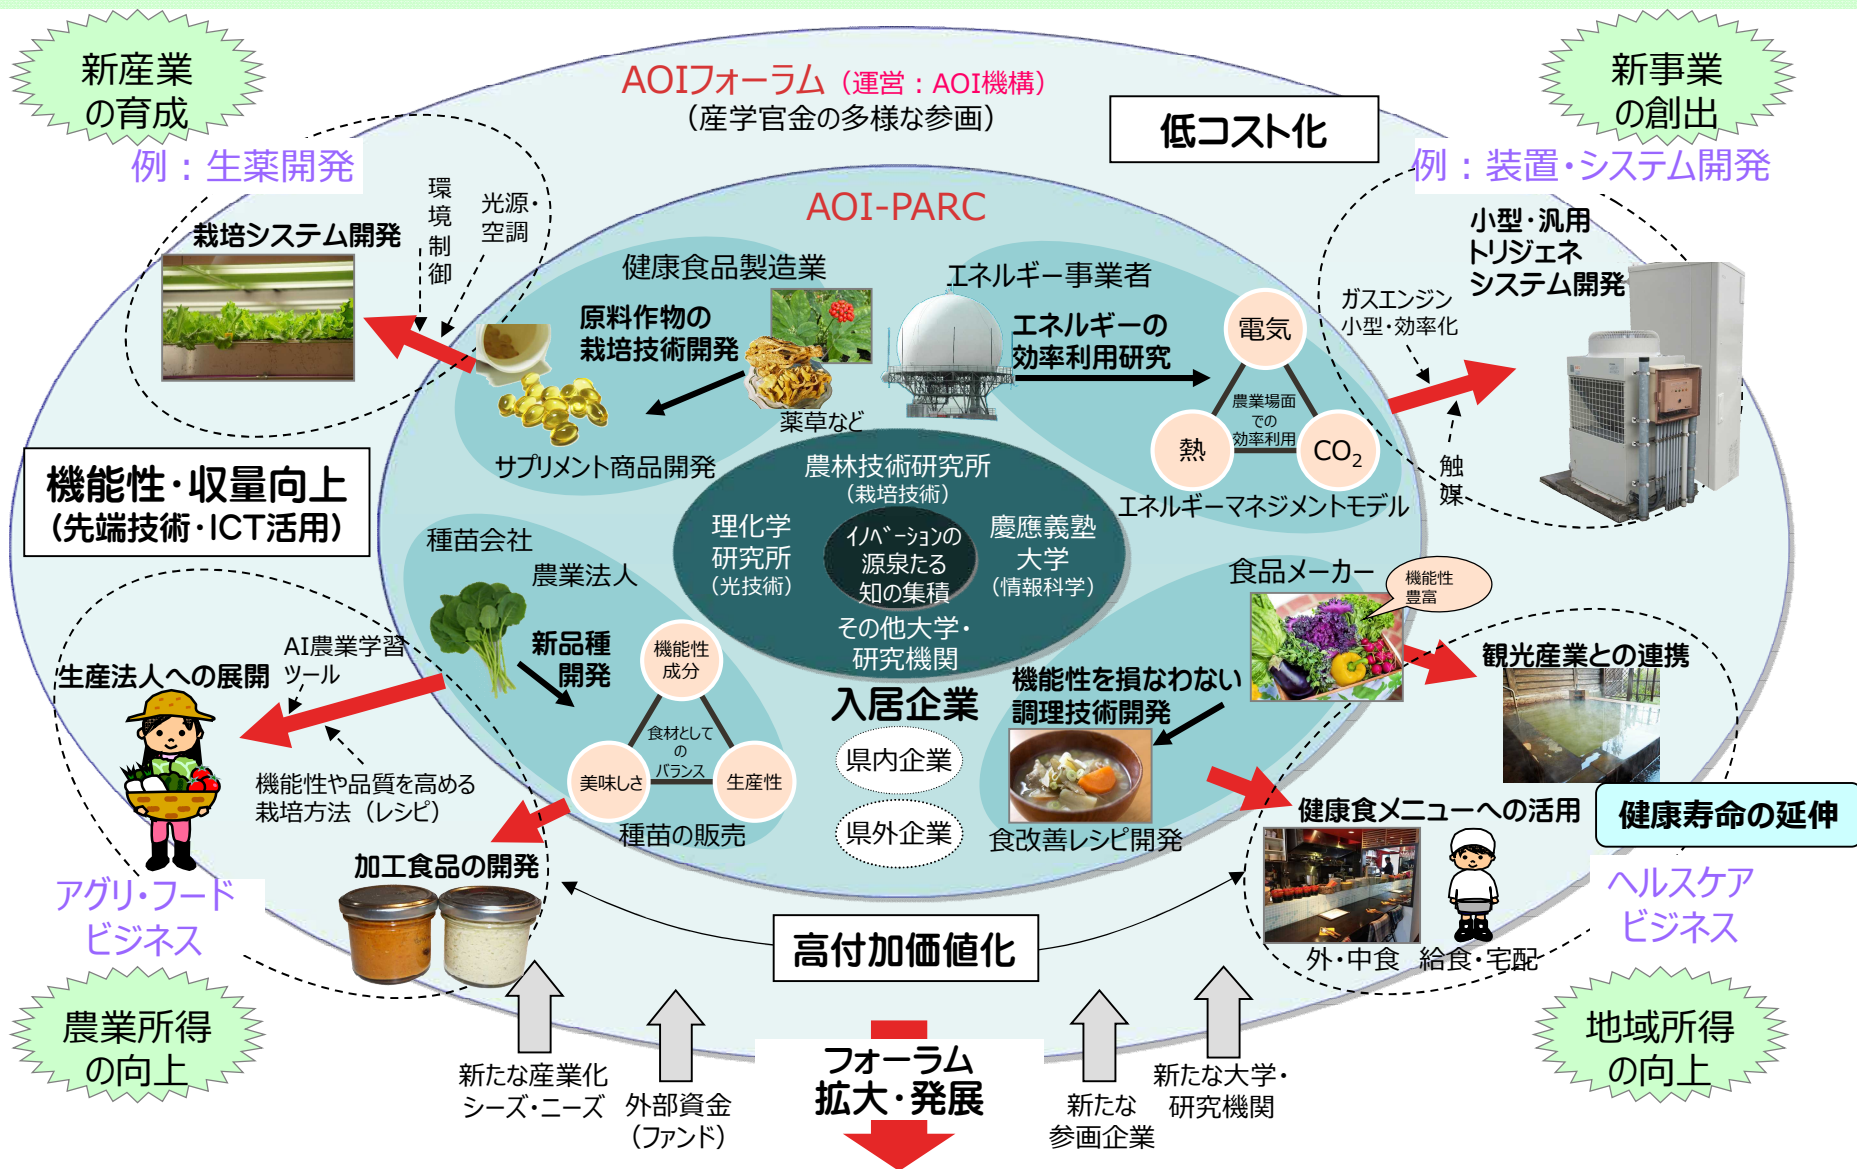 新産業
の育成
例：生薬開発
AOIフォーラム（運営：AOI機構）
（産学官金の多様な参画）
低コスト化
新事業
の創出
例：装置・システム開発
AOI-PARC
栽培システム開発
環境制御
光源・
空調
健康食品製造業
原料作物の
栽培技術開発
薬草など
サプリメント商品開発
エネルギー事業者
エネルギーの
効率利用研究
電気
熱
CO2
農業場面
での
効率利用
エネルギーマネジメントモデル
小型・汎用
トリジェネ
システム開発
ガスエンジン
小型・効率化
触媒
機能性・収量向上
（先端技術・ICT活用）
農林技術研究所
（栽培技術）
理化学
研究所
（光技術）
イノベーションの
源泉たる
知の集積
慶應義塾
大学
（情報科学）
その他大学・
研究機関
種苗会社
農業法人
新品種
開発
機能性
成分
美味しさ
生産性
食材として
の
バランス
種苗の販売
入居企業
県内企業
県外企業
食品メーカー
機能性
豊富
機能性を損なわない
調理技術開発
食改善レシピ開発
観光産業との連携
健康食メニューへの活用
外・中食
給食・宅配
健康寿命の延伸
ヘルスケア
ビジネス
生産法人への展開
AI農業学習
ツール
機能性や品質を高める
栽培方法（レシピ）
加工食品の開発
アグリ・フード
ビジネス
高付加価値化
農業所得
の向上
地域所得
の向上
新たな産業化
シーズ・ニーズ
外部資金
（ファンド）
フォーラム
拡大・発展
新たな
参画企業
新たな大学・
研究機関